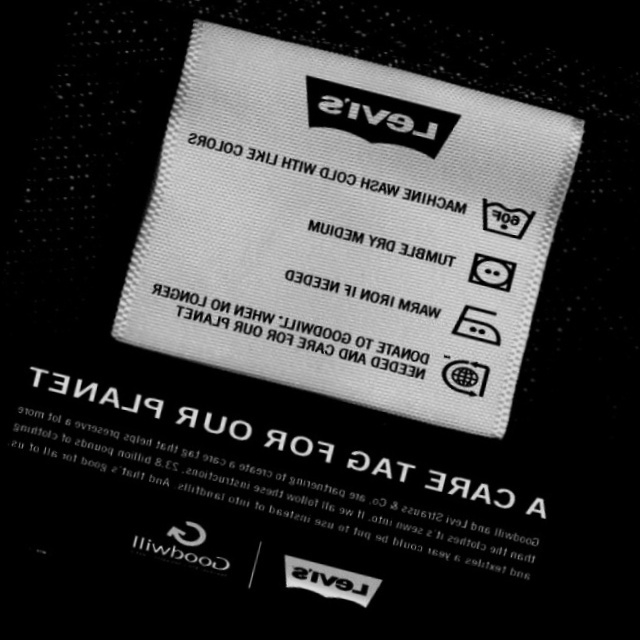 LEVI'S
MACHINE WASH COLD WITH LIKE COLORS
60°F
TUMBLE DRY MEDIUM
WARM IRON IF NEEDED
DONATE TO GOODWILL™ WHEN NO LONGER
NEEDED AND CARE FOR OUR PLANET
A CARE TAG FOR OUR PLANET
Goodwill and Levi Strauss & Co. are partnering to create a care tag that helps preserve a lot more
than the clothes it's sewn into. If we all follow these instructions, 23.8 billion pounds of clothing
and textiles a year could be put to use instead of into landfills. And that's good for all of us
LEVI'S
Goodwill